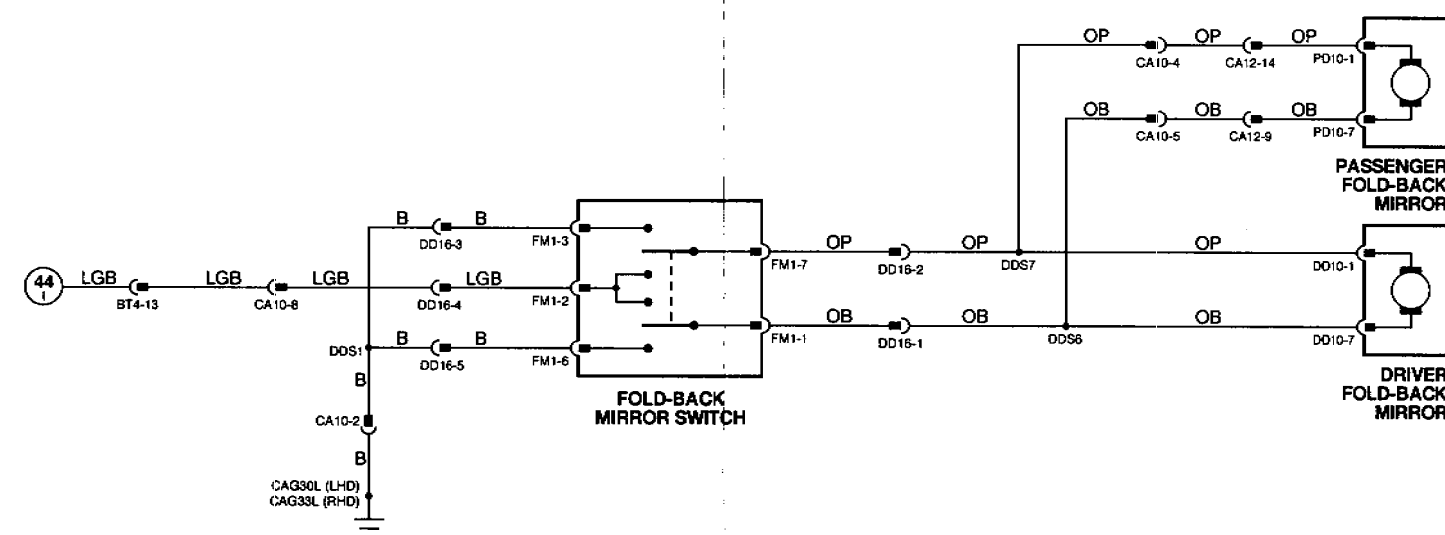 OP OP OP
CA10-4 CA12-14 PD10-1
OB OB OB
CA10-5 CA12-9 PD10-7
PASSENGER
FOLD-BACK
MIRROR
B B
DD16-3 FM1-3
OP OP OP
FM1-7 DD16-2 DDS7 DO10-1
44
I
LGB LGB LGB LGB
BT4-13 CA10-8 DD16-4 FM1-2
OB OB OB
FM1-1 DD16-1 DDS6 DO10-7
DDS1 B B
DD16-5 FM1-6
B
DRIVER
FOLD-BACK
MIRROR
FOLD-BACK
MIRROR SWITCH
CA10-2
B
CAG30L (LHD)
CAG33L (RHD)